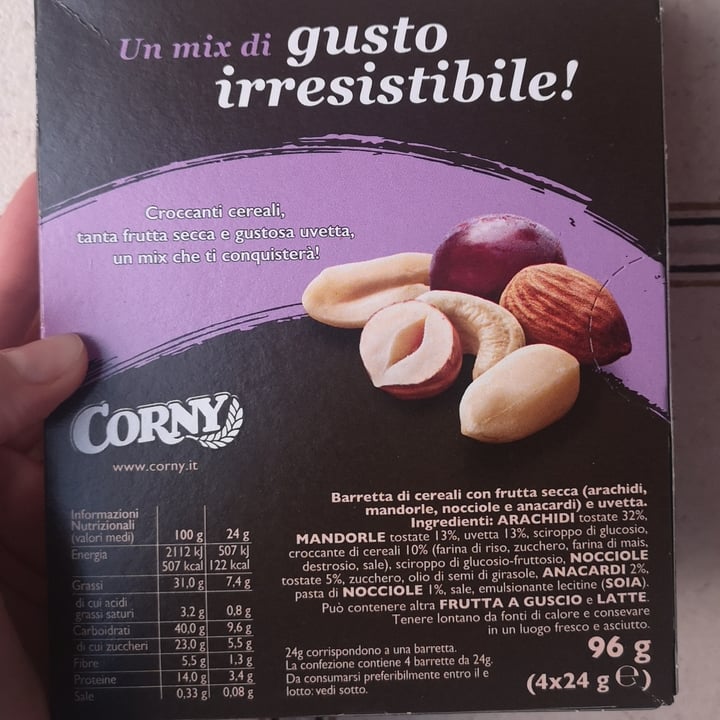 Un mix di gusto
irresistibile!
Croccanti cereali,
tanta frutta secca e gustosa uvetta,
un mix che ti conquisterà!
CORNY
www.corny.it
Informazioni
Nutrizionali
(valori medi) 100 g 24 g
Energia 2112 kJ 507 kJ
507 kcal 122 kcal
Grassi 31,0 g 7,4 g
di cui acidi
grassi saturi 3,2 g 0,8 g
Carboidrati 40,0 g 9,6 g
di cui zuccheri 23,0 g 5,5 g
Fibre 5,5 g 1,3 g
Proteine 14,0 g 3,4 g
Sale 0,33 g 0,08 g
Barretta di cereali con frutta secca (arachidi,
mandorle, nocciole e anacardi) e uvetta.
Ingredienti: ARACHIDI tostate 32%,
MANDORLE tostate 13%, uvetta 13%, sciroppo di glucosio,
croccante di cereali 10% (farina di riso, zucchero, farina di mais,
destrosio, sale), sciroppo di glucosio-fruttosio, NOCCIOLE
tostate 5%, zucchero, olio di semi di girasole, ANACARDI 2%,
pasta di NOCCIOLE 1%, sale, emulsionante lecitine (SOIA).
Può contenere altra FRUTTA A GUSCIO e LATTE.
Tenere lontano da fonti di calore e conservare
in un luogo fresco e asciutto.
24g corrispondono a una barretta.
La confezione contiene 4 barrette da 24g.
Da consumarsi preferibilmente entro il e
lotto: vedi sotto.
96 g
(4x24 g ℮)